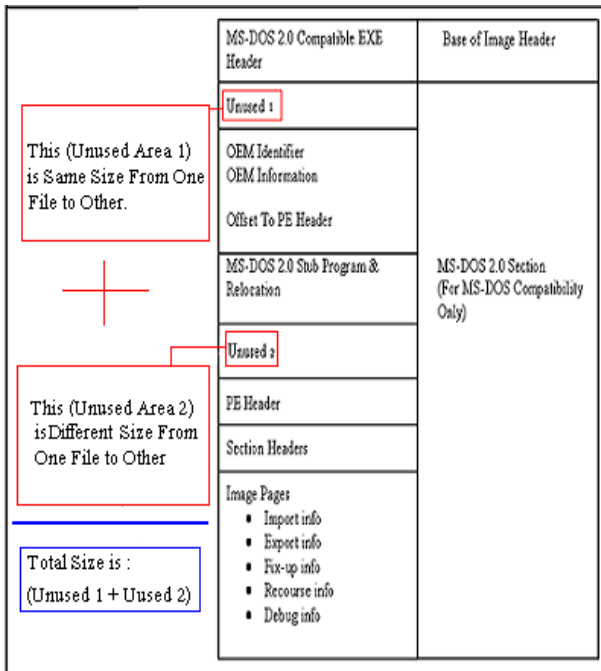 MS-DOS 2.0 Compatible EXE
Header
Base of Image Header
Unused 1
This (Unused Area 1)
is Same Size From One
File to Other.
OEM Identifier
OEM Information
Offset To PE Header
MS-DOS 2.0 Stub Program &
Relocation
MS-DOS 2.0 Section
(For MS-DOS Compatibility
Only)
Unused 2
This (Unused Area 2)
isDifferent Size From
One File to Other
PE Header
Section Headers
Image Pages
• Import info
• Export info
• Fix-up info
• Recourse info
• Debug info
Total Size is :
(Unused 1 + Uused 2)